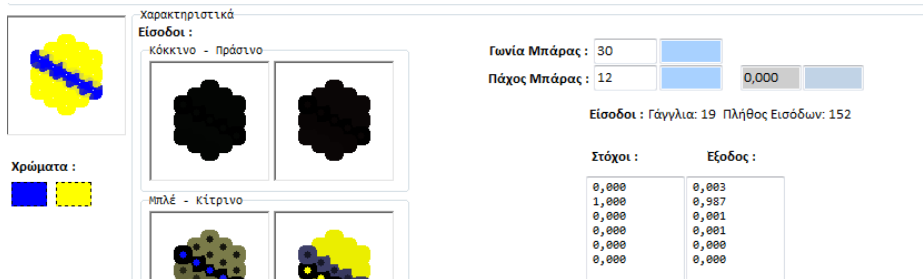 Χαρακτηριστικά
Είσοδοι :
Κόκκινο - Πράσινο
Γωνία Μπάρας : 30
Πάχος Μπάρας : 12 0,000
Είσοδοι : Γάγγλια: 19 Πλήθος Εισόδων: 152
Χρώματα :
Στόχοι : Εξοδος :
0,000 0,003
1,000 0,987
0,000 0,001
0,000 0,001
0,000 0,000
0,000 0,000
Μπλέ - Κίτρινο